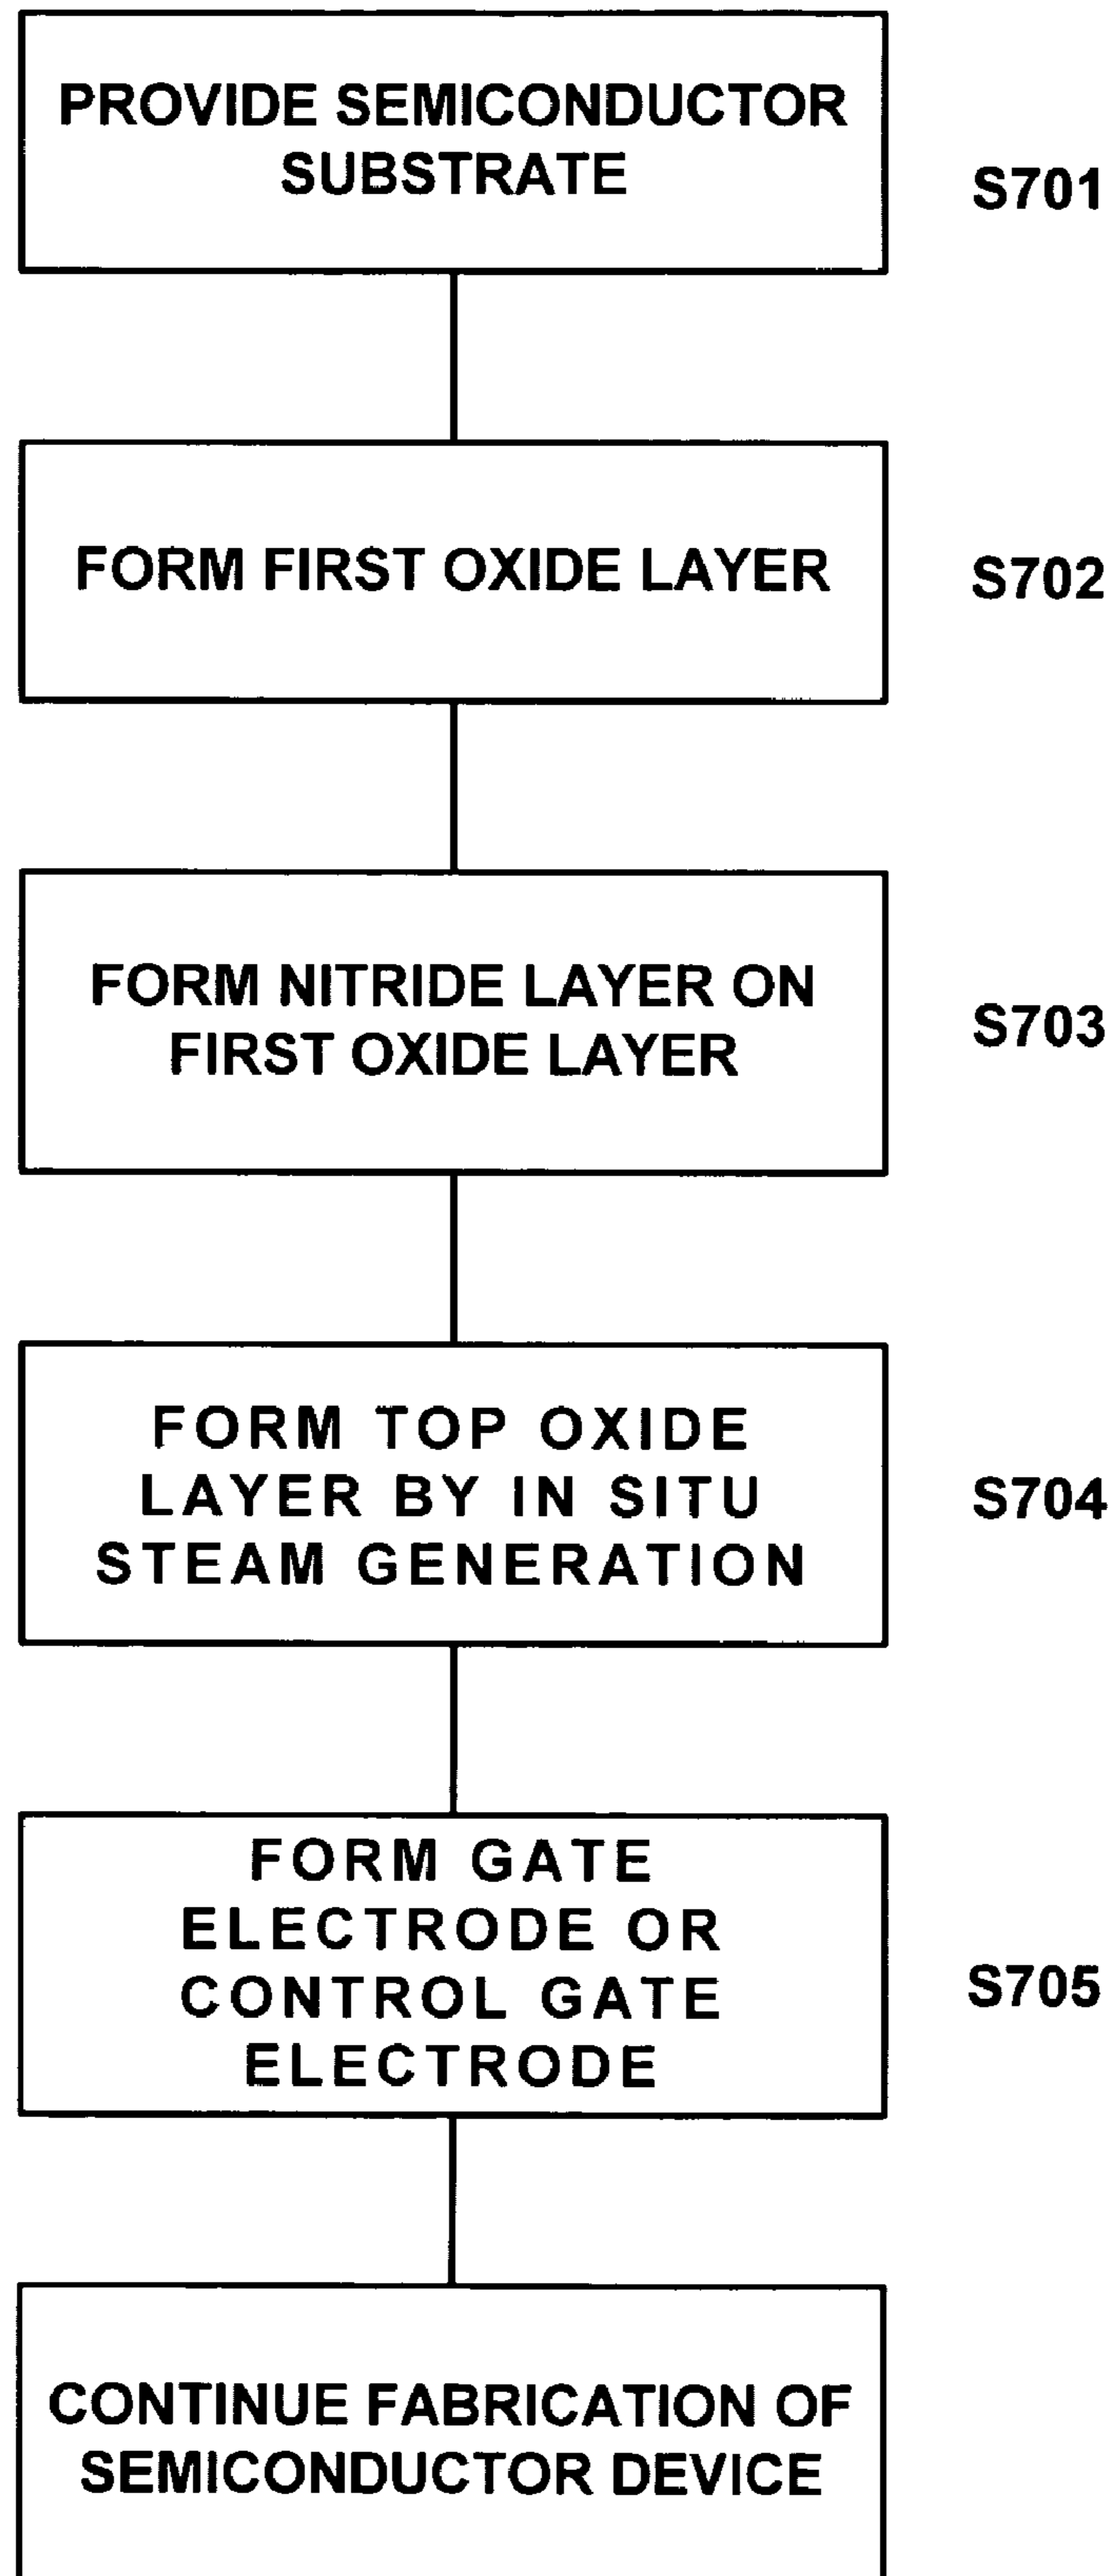 PROVIDE SEMICONDUCTOR
SUBSTRATE
S701
FORM FIRST OXIDE LAYER
S702
FORM NITRIDE LAYER ON
FIRST OXIDE LAYER
S703
FORM TOP OXIDE
LAYER BY IN SITU
STEAM GENERATION
S704
FORM GATE
ELECTRODE OR
CONTROL GATE
ELECTRODE
S705
CONTINUE FABRICATION OF
SEMICONDUCTOR DEVICE